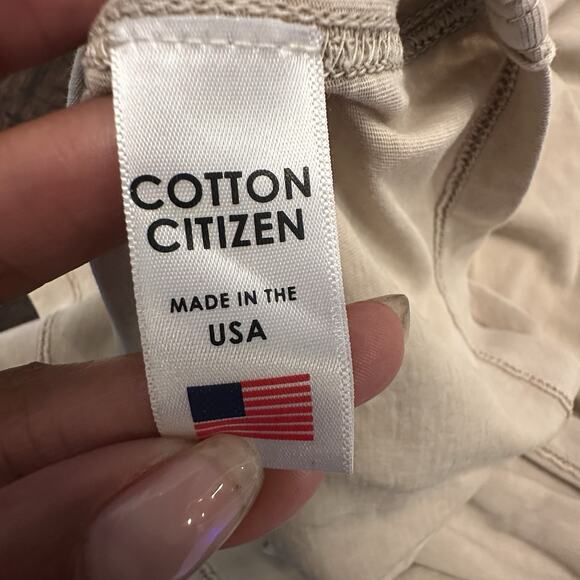 COTTON
CITIZEN
MADE IN THE
USA